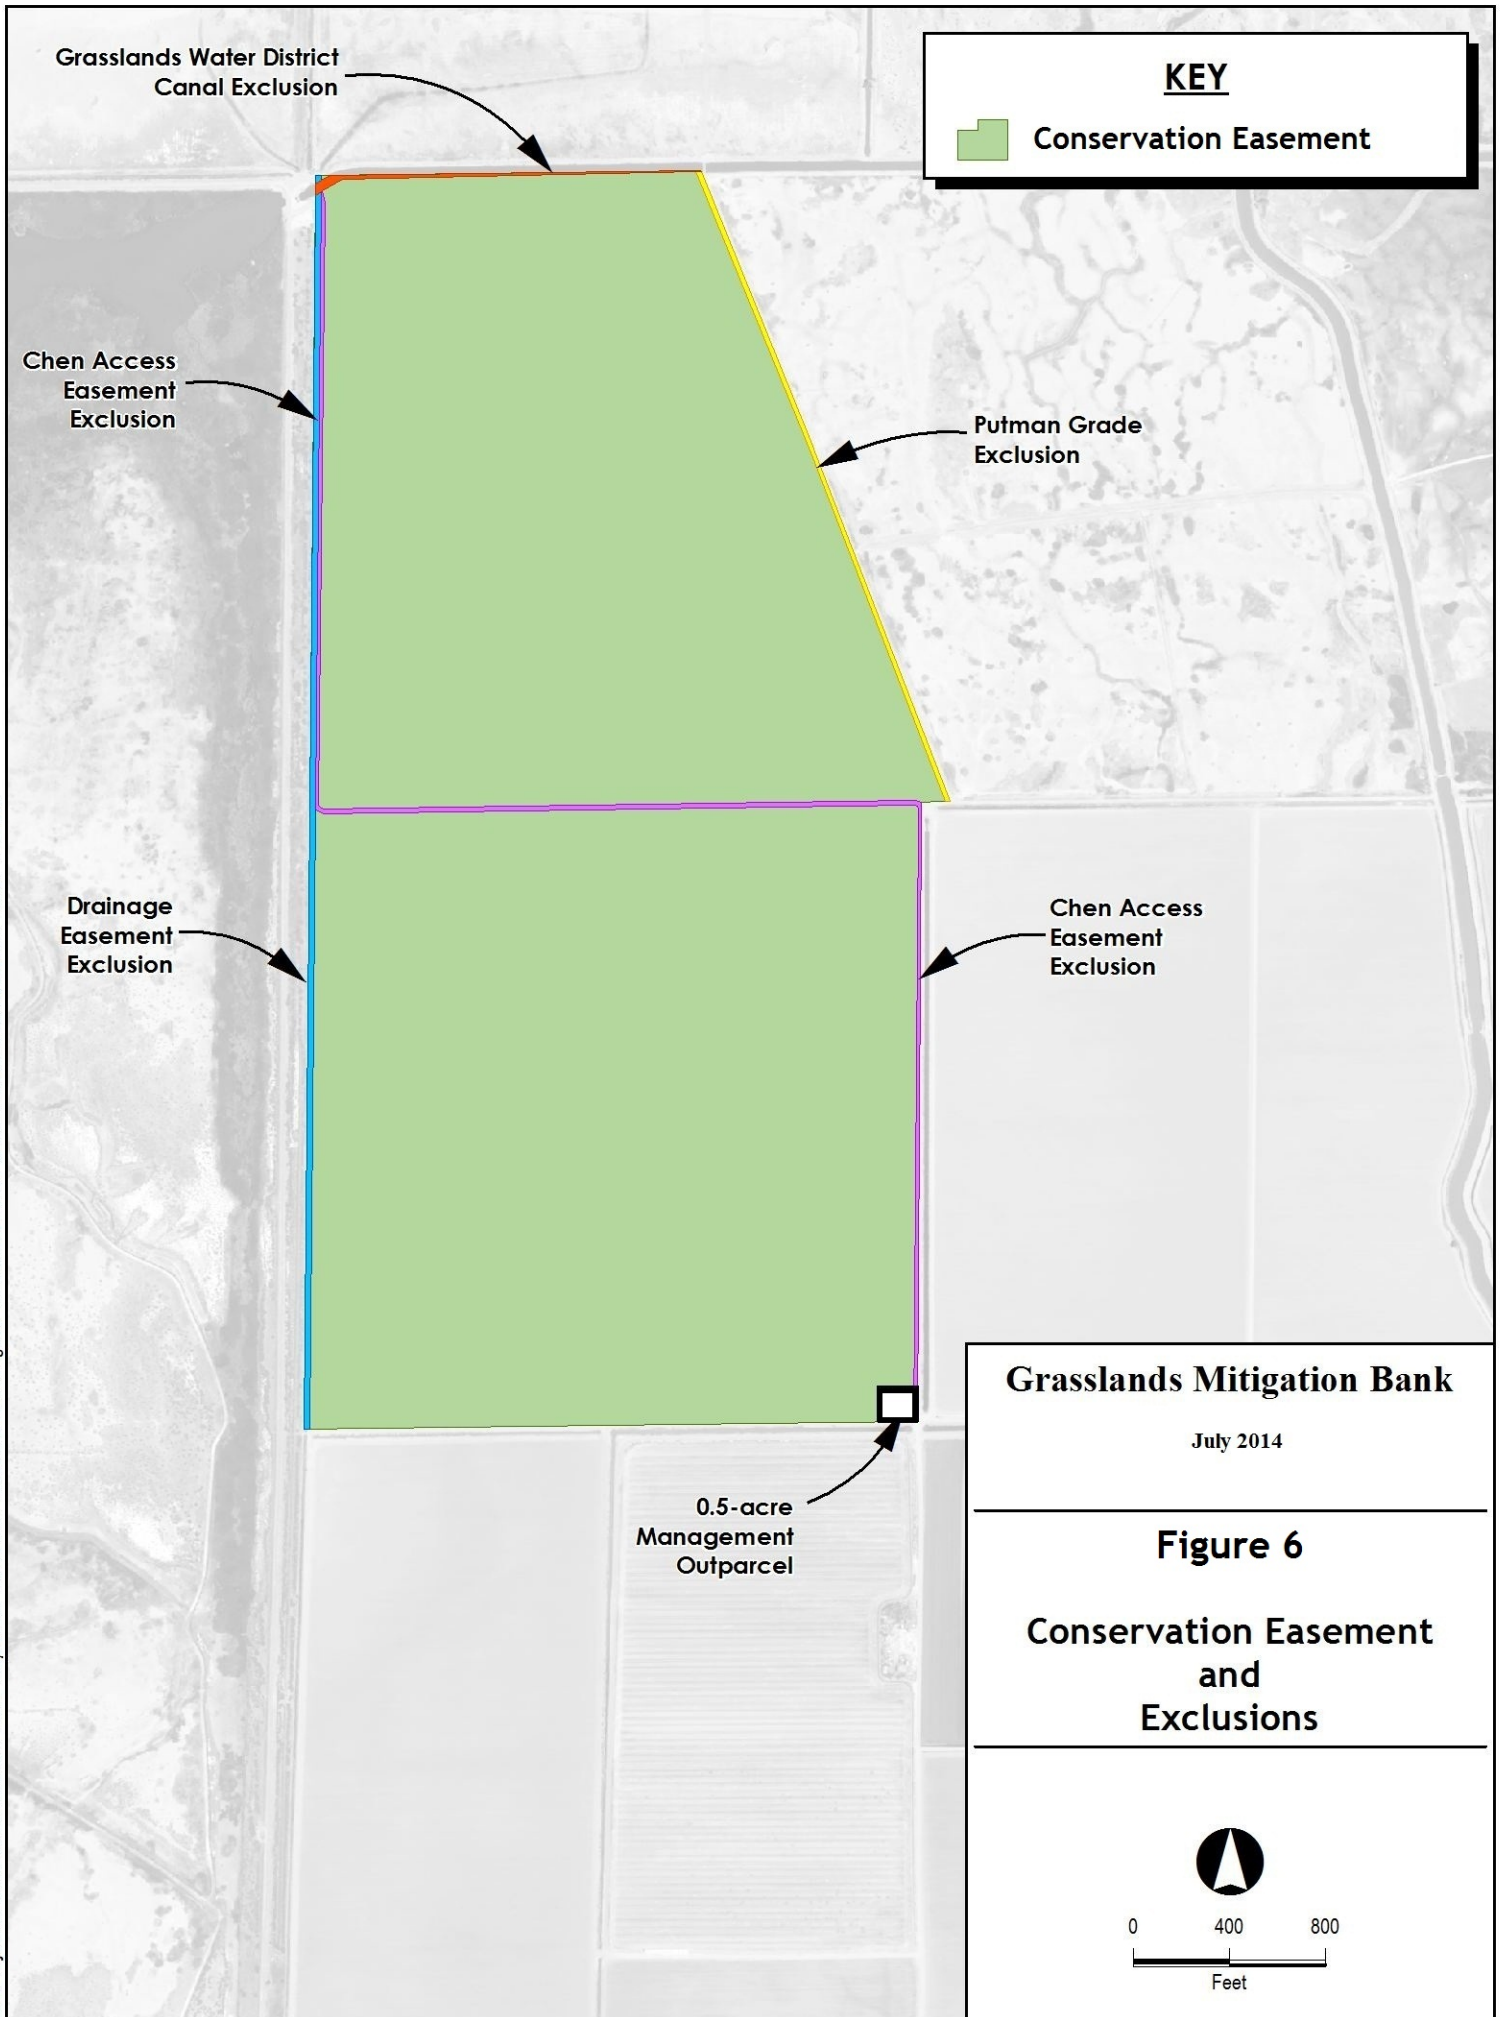 Grasslands Water District
Canal Exclusion
KEY
Conservation Easement
Chen Access
Easement
Exclusion
Putman Grade
Exclusion
Drainage
Easement
Exclusion
Chen Access
Easement
Exclusion
0.5-acre
Management
Outparcel
Grasslands Mitigation Bank
July 2014
Figure 6
Conservation Easement
and
Exclusions
0 400 800
Feet